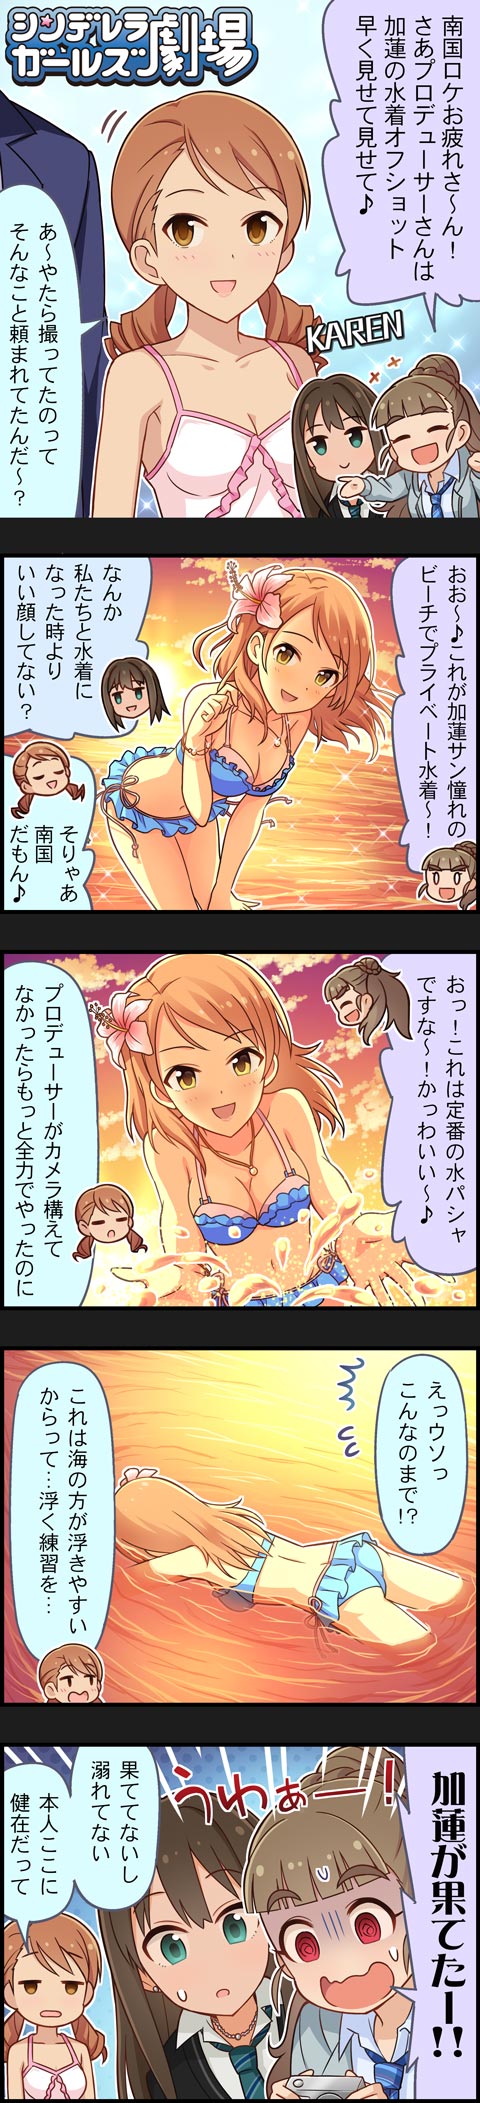 シンデレラ
ガールズ劇場
南国ロケお疲れさ〜ん！
さあプロデューサーさんは
加蓮の水着オフショット
早く見せて見せて♪
KAREN
あ〜やたら撮ってたのって
そんなこと頼まれてたんだ〜？
おお〜♪これが加蓮サン憧れの
ビーチでプライベート水着〜！
なんか
私たちと水着に
なった時より
いい顔してない？
そりゃあ
南国
だもん♪
おっ！これは定番の水パシャ
ですな〜！かっわいい〜♪
プロデューサーがカメラ構えて
なかったらもっと全力でやったのに
えっウソっ
こんなのまで!?
これは海の方が浮きやすい
からって…浮く練習を…
加蓮が果てたー!!
うわぁー！
果ててないし
溺れてない
本人ここに
健在だって